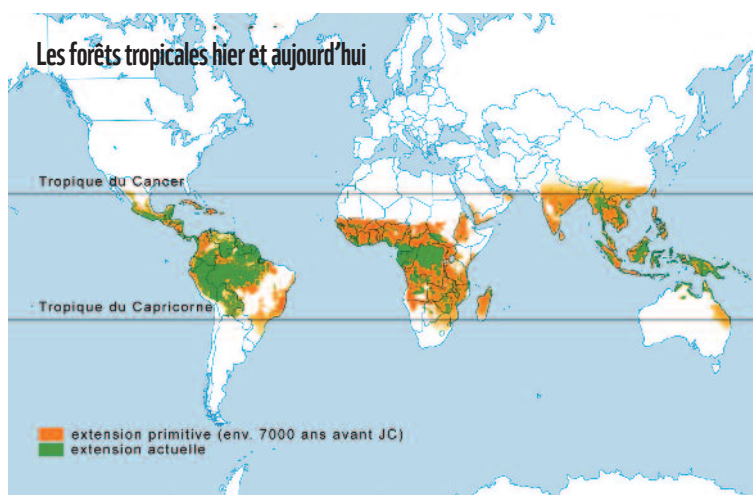 Les forêts tropicales hier et aujourd'hui
Tropique du Cancer
Tropique du Capricorne
extension primitive (env. 7000 ans avant JC)
extension actuelle